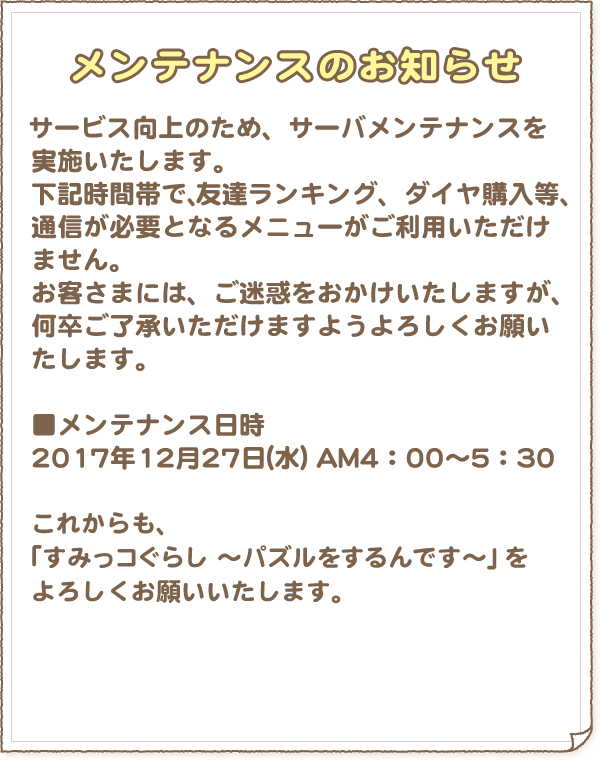 メンテナンスのお知らせ
サービス向上のため、サーバメンテナンスを
実施いたします。
下記時間帯で、友達ランキング、ダイヤ購入等、
通信が必要となるメニューがご利用いただけ
ません。
お客さまには、ご迷惑をおかけいたしますが、
何卒ご了承いただけますようよろしくお願い
たします。
■メンテナンス日時
2017年12月27日(水) AM4：00～5：30
これからも、
「すみっコぐらし ～パズルをするんです～」を
よろしくお願いいたします。